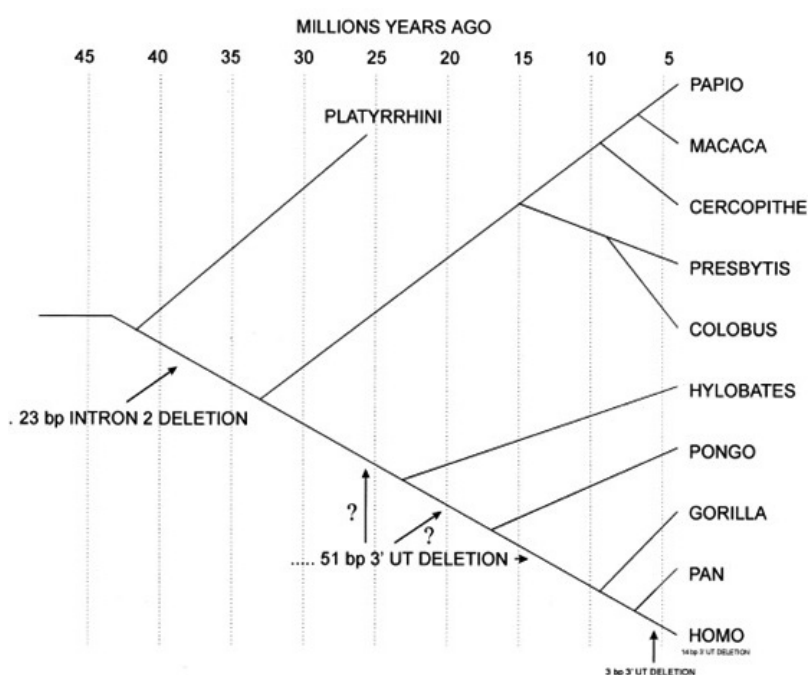 MILLIONS YEARS AGO
45 40 35 30 25 20 15 10 5
PAPIO
PLATYRRHINI
MACACA
CERCOPITHE
PRESBYTIS
COLOBUS
HYLOBATES
. 23 bp INTRON 2 DELETION
PONGO
? ?
GORILLA
..... 51 bp 3' UT DELETION
PAN
HOMO
14 bp 3' UT DELETION
3 bp 3' UT DELETION